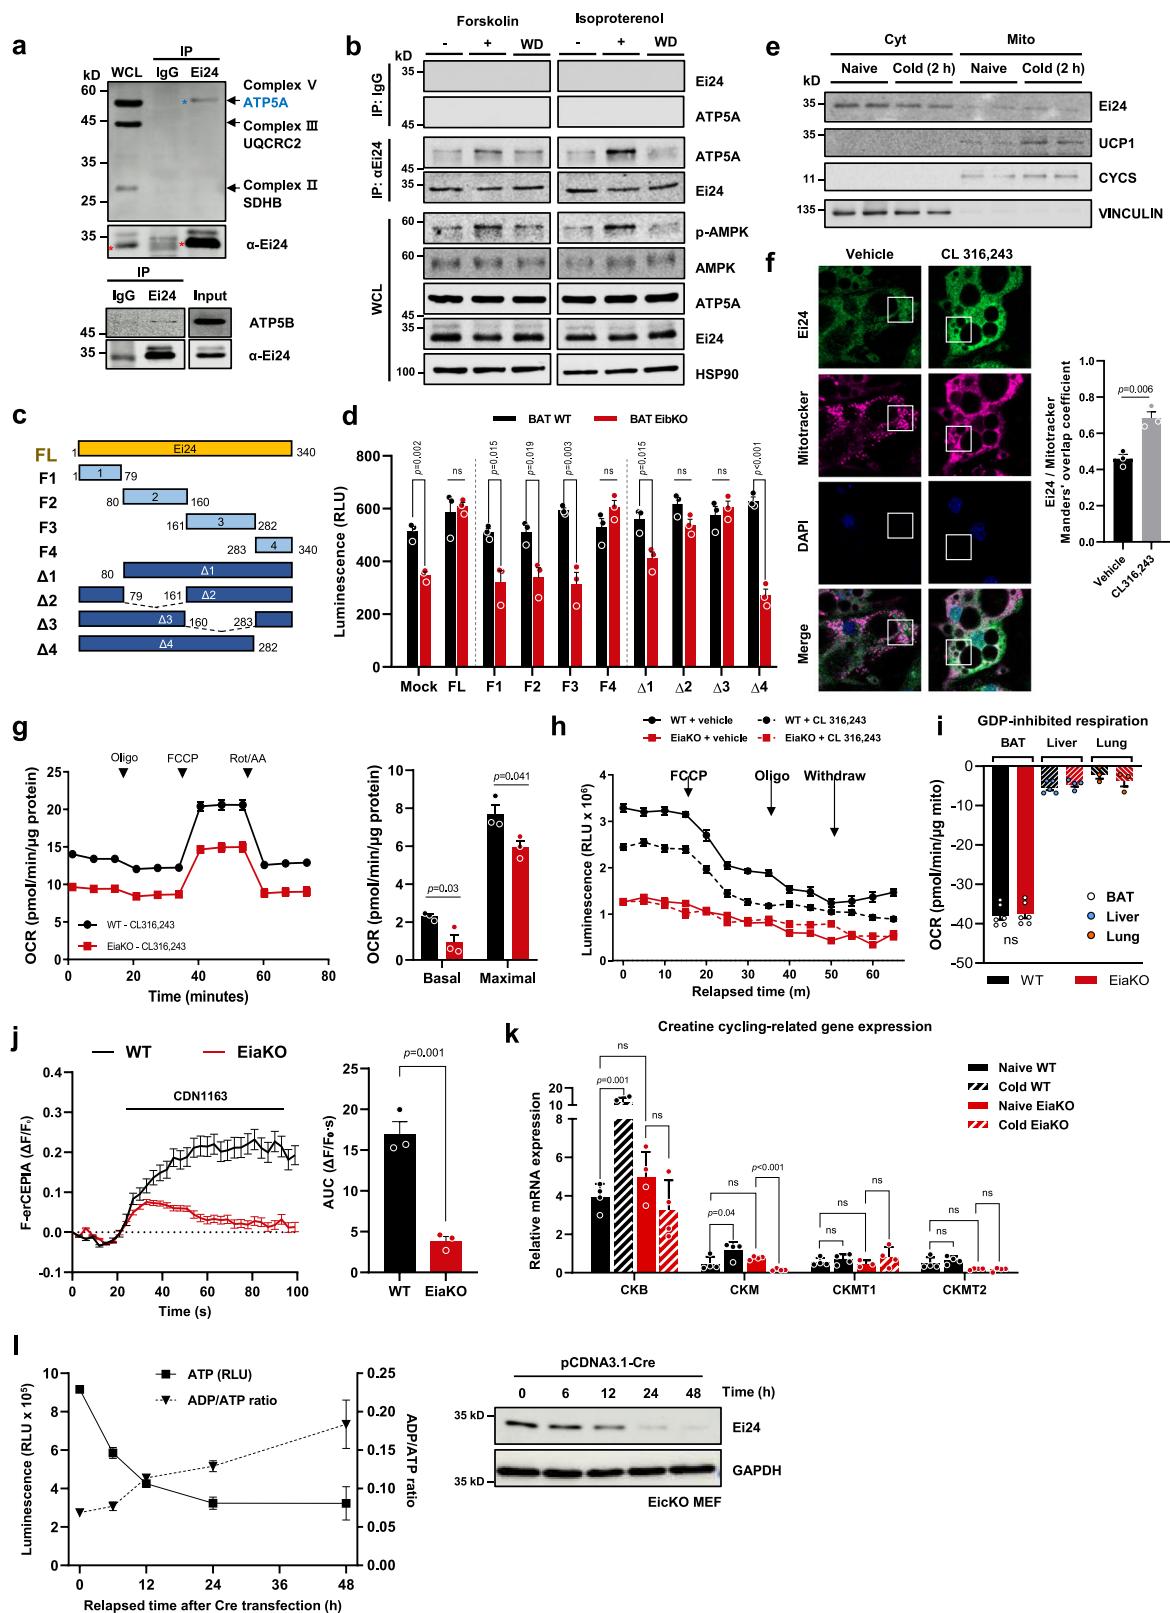 a
IP
kD WCL IgG Ei24
60
45
35
25
Complex V
ATP5A
Complex III
UQCRC2
Complex II
SDHB
*
35
25
* *
α-Ei24
IP
IgG Ei24 Input
45
ATP5B
35
α-Ei24
b
Forskolin Isoproterenol
kD - + WD - + WD
IP: IgG
35
Ei24
45
ATP5A
IP: αEi24
45
ATP5A
35
Ei24
WCL
60
p-AMPK
60
AMPK
ATP5A
35
Ei24
100
HSP90
c
FL 1 Ei24 340
F1 1 1 79
F2 80 2 160
F3 161 3 282
F4 283 4 340
Δ1 80 Δ1
Δ2 79 161 Δ2
Δ3 Δ3 160 283
Δ4 Δ4 282
d
BAT WT BAT EibKO
Luminescence (RLU)
800
600
400
200
0
p=0.002 ns p=0.015 p=0.019 p=0.003 ns p=0.015 ns ns p<0.001
Mock FL F1 F2 F3 F4 Δ1 Δ2 Δ3 Δ4
e
Cyt Mito
kD Naive Cold (2 h) Naive Cold (2 h)
35 Ei24
35 UCP1
11 CYCS
135 VINCULIN
f
Vehicle CL 316,243
Ei24
Mitotracker
DAPI
Merge
Ei24 / Mitotracker
Manders' overlap coefficient
1.0
0.8
0.6
0.4
0.2
0.0
p=0.006
Vehicle
CL316,243
g
Oligo FCCP Rot/AA
OCR (pmol/min/μg protein)
25
20
15
10
5
0
WT - CL316,243
EiaKO - CL316,243
0 20 40 60 80
Time (minutes)
OCR (pmol/min/μg protein)
10
8
6
4
2
0
p=0.03
p=0.041
Basal Maximal
h
WT + vehicle WT + CL 316,243
EiaKO + vehicle EiaKO + CL 316,243
FCCP Oligo Withdraw
Luminescence (RLU x 10⁶)
4
3
2
1
0
0 10 20 30 40 50 60
Relapsed time (m)
i
GDP-inhibited respiration
BAT Liver Lung
OCR (pmol/min/μg mito)
0
-10
-20
-30
-40
-50
BAT
Liver
Lung
ns
WT EiaKO
j
WT EiaKO
CDN1163
F-erCEPIA (ΔF/F₀)
0.3
0.2
0.1
0.0
-0.1
0 20 40 60 80 100
Time (s)
AUC (ΔF/F₀·s)
25
20
15
10
5
0
p=0.001
WT EiaKO
k
Creatine cycling-related gene expression
Naive WT
Cold WT
Naive EiaKO
Cold EiaKO
Relative mRNA expression
20
10
8
6
4
2
0
ns
p=0.001
ns
ns
p<0.001
p=0.04
ns
ns
ns
ns
ns
ns
CKB CKM CKMT1 CKMT2
l
ATP (RLU)
ADP/ATP ratio
Luminescence (RLU x 10⁵)
10
8
6
4
2
0
0.25
0.20
0.15
0.10
0.05
0.00
ADP/ATP ratio
0 12 24 36 48
Relapsed time after Cre transfection (h)
pCDNA3.1-Cre
0 6 12 24 48 Time (h)
35 kD Ei24
35 kD GAPDH
EicKO MEF